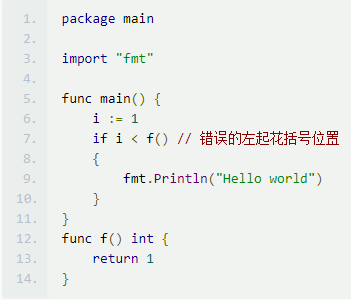 1. package main
2.
3. import "fmt"
4.
5. func main() {
6.     i := 1
7.     if i < f() // 错误的左起花括号位置
8.     {
9.         fmt.Println("Hello world")
10.     }
11. }
12. func f() int {
13.     return 1
14. }